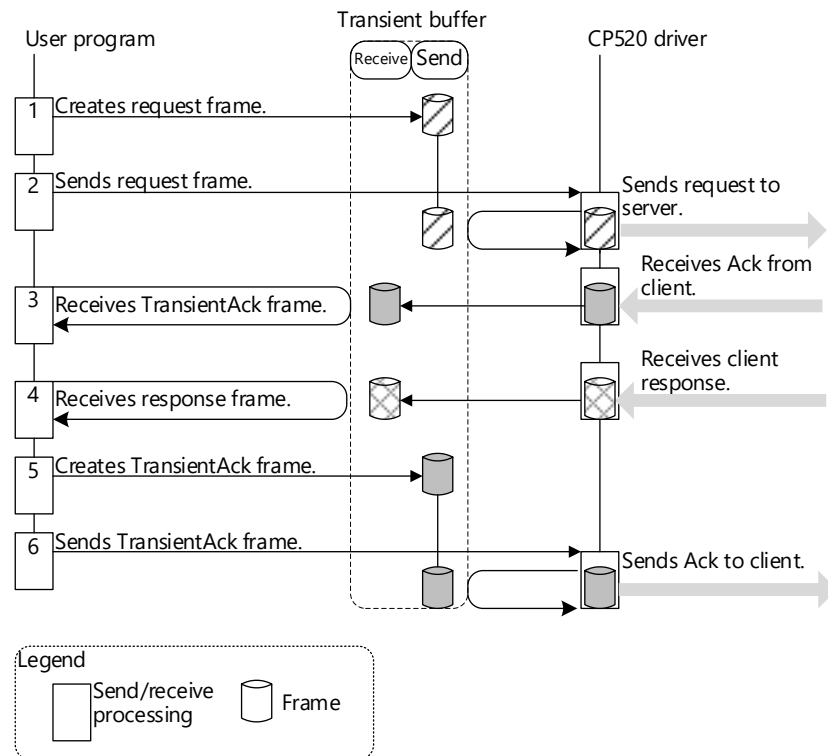 Transient buffer
User program
CP520 driver
Receive
Send
1
Creates request frame.
2
Sends request frame.
Sends request to
server.
Receives Ack from
client.
3
Receives TransientAck frame.
Receives client
response.
4
Receives response frame.
5
Creates TransientAck frame.
6
Sends TransientAck frame.
Sends Ack to client.
Legend
Send/receive
processing
Frame